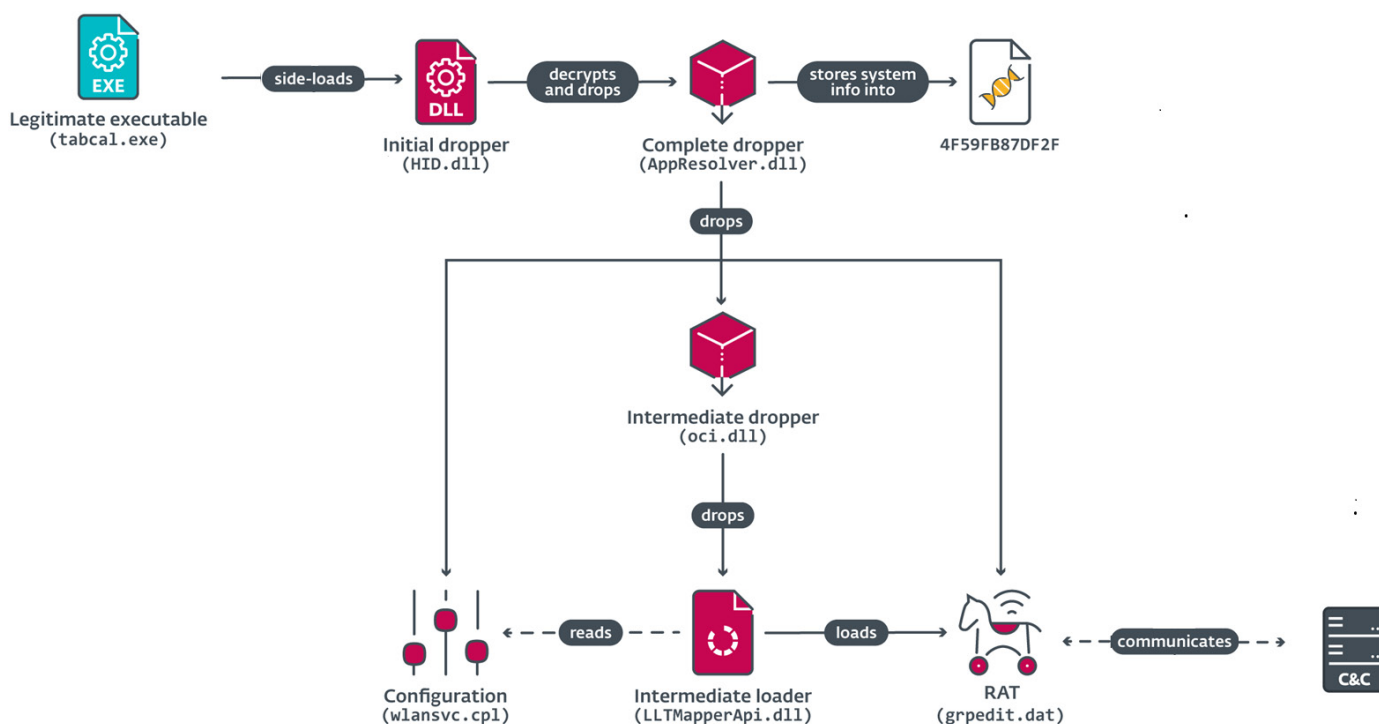 EXE
Legitimate executable
(tabcal.exe)
side-loads
DLL
Initial dropper
(HID.dll)
decrypts
and drops
Complete dropper
(AppResolver.dll)
stores system
info into
4F59FB87DF2F
drops
Intermediate dropper
(oci.dll)
drops
Configuration
(wlansvc.cpl)
reads
Intermediate loader
(LLTMapperApi.dll)
loads
RAT
(grpedit.dat)
communicates
C&C